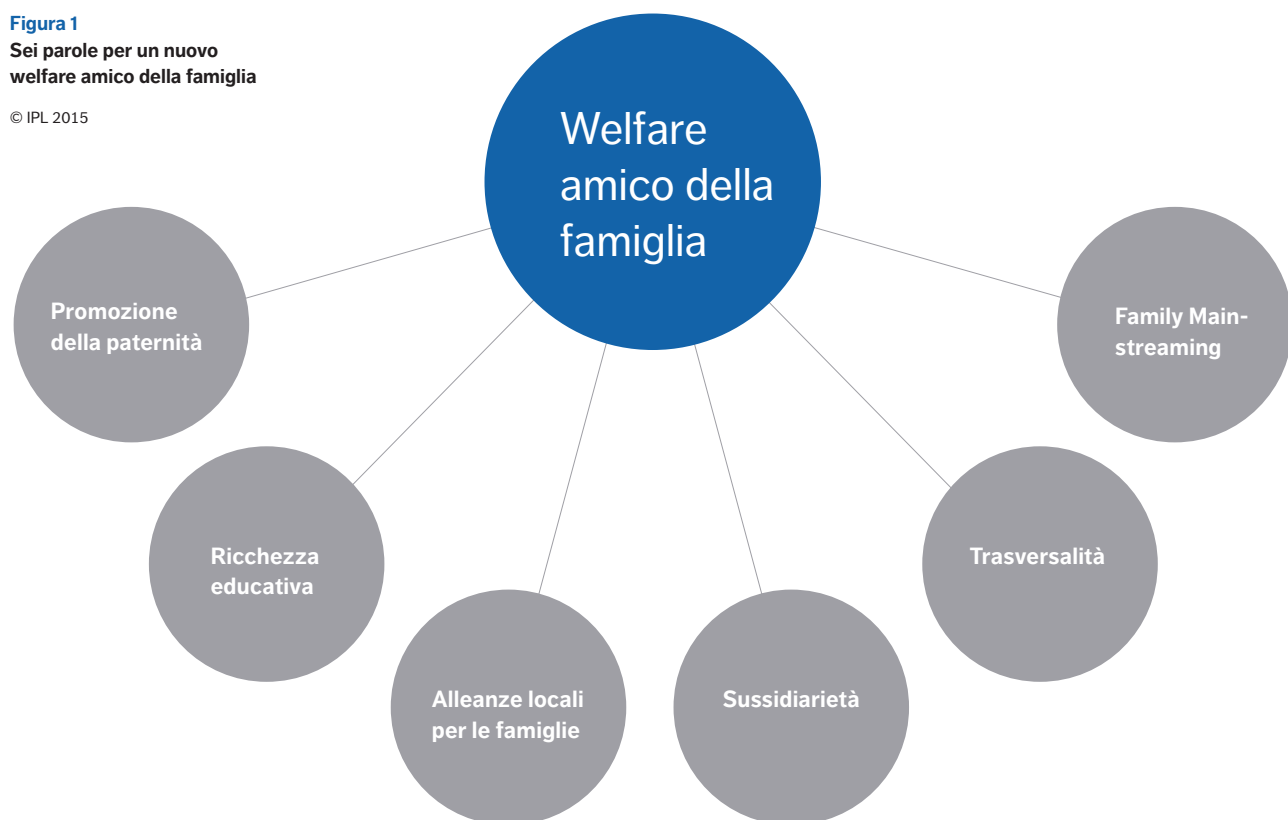 Figura 1
Sei parole per un nuovo
welfare amico della famiglia
© IPL 2015
Welfare
amico della
famiglia
Promozione
della paternità
Ricchezza
educativa
Alleanze locali
per le famiglie
Sussidiarietà
Trasversalità
Family Main-
streaming